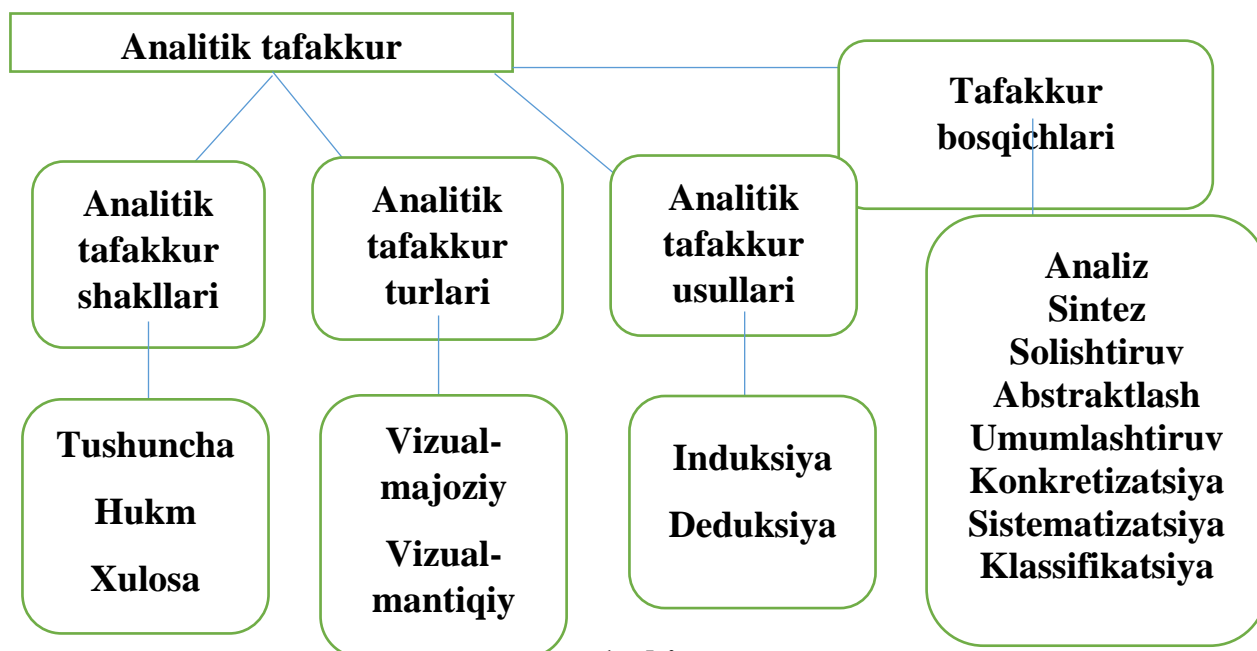 Analitik tafakkur
Tafakkur
bosqichlari
Analitik
tafakkur
shakllari
Analitik
tafakkur
turlari
Analitik
tafakkur
usullari
Tushuncha
Hukm
Xulosa
Vizual-
majoziy
Vizual-
mantiqiy
Induksiya
Deduksiya
Analiz
Sintez
Solishtiruv
Abstraktlash
Umumlashtiruv
Konkretizatsiya
Sistematizatsiya
Klassifikatsiya